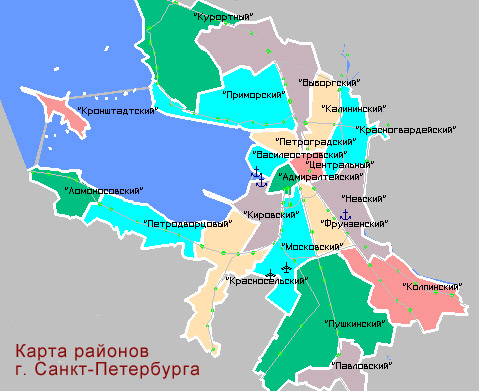 "Курортный"
"Выборгский"
"Приморский"
"Кронштадтский"
"Калининский"
"Красногвардейский"
"Петроградский"
"Василеостровский"
"Центральный"
"Адмиралтейский"
"Ломоносовский"
"Невский"
"Кировский"
"Петродворцовый"
"Фрунзенский"
"Московский"
"Красносельский"
"Колпинский"
"Пушкинский"
"Павловский"
Карта районов
г. Санкт-Петербурга